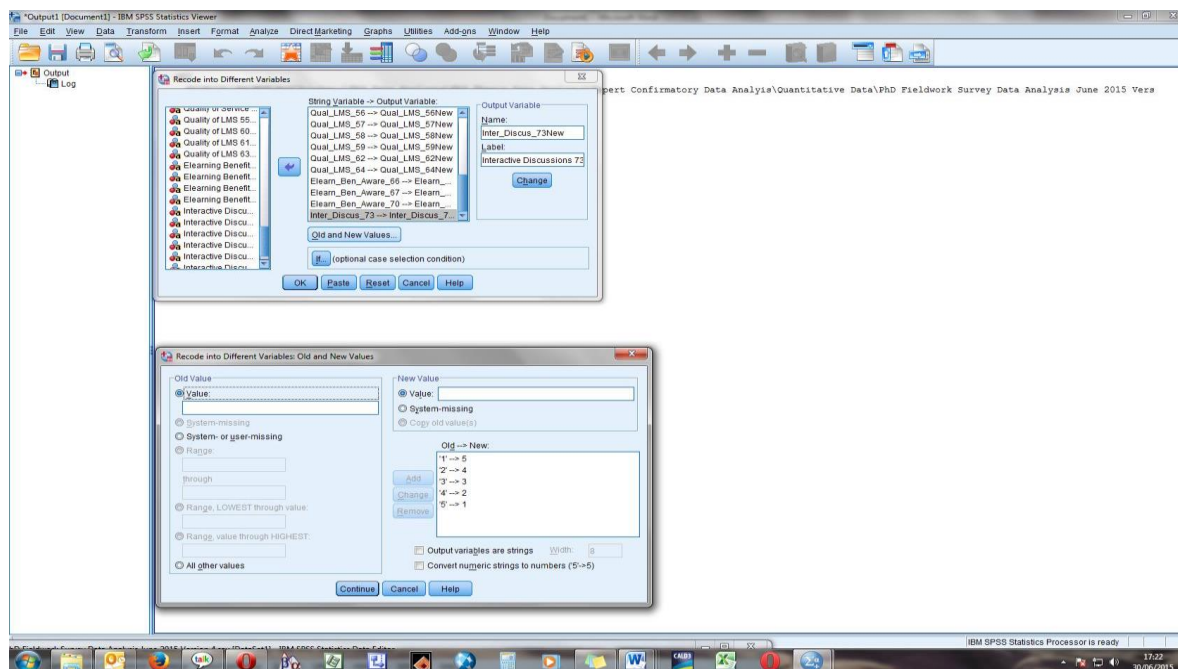 *Output1 [Document1] - IBM SPSS Statistics Viewer
File Edit View Data Transform Insert Format Analyze Direct Marketing Graphs Utilities Add-ons Window Help
Output
Log
pert Confirmatory Data Analyis\Quantitative Data\PhD Fieldwork Survey Data Analysis June 2015 Vers
Recode into Different Variables
Quality of Service ...
Quality of LMS 55...
Quality of LMS 60...
Quality of LMS 61...
Quality of LMS 63...
Elearning Benefit...
Elearning Benefit...
Elearning Benefit...
Elearning Benefit...
Interactive Discu...
Interactive Discu...
Interactive Discu...
Interactive Discu...
Interactive Discu...
Interactive Discu...
String Variable -> Output Variable:
Qual_LMS_56 --> Qual_LMS_56New
Qual_LMS_57 --> Qual_LMS_57New
Qual_LMS_58 --> Qual_LMS_58New
Qual_LMS_59 --> Qual_LMS_59New
Qual_LMS_62 --> Qual_LMS_62New
Qual_LMS_64 --> Qual_LMS_64New
Elearn_Ben_Aware_66 --> Elearn_...
Elearn_Ben_Aware_67 --> Elearn_...
Elearn_Ben_Aware_70 --> Elearn_...
Inter_Discus_73 --> Inter_Discus_7...
Output Variable
Name:
Inter_Discus_73New
Label:
Interactive Discussions 73
Change
Old and New Values...
If... (optional case selection condition)
OK Paste Reset Cancel Help
Recode into Different Variables: Old and New Values
Old Value
Value:
System-missing
System- or user-missing
Range:
through
Range, LOWEST through value:
Range, value through HIGHEST:
All other values
New Value
Value:
System-missing
Copy old value(s)
Old --> New:
'1' --> 5
'2' --> 4
'3' --> 3
'4' --> 2
'5' --> 1
Add
Change
Remove
Output variables are strings Width: 8
Convert numeric strings to numbers ('5'->5)
Continue Cancel Help
IBM SPSS Statistics Processor is ready
talk
CALIB3
17:22
30/06/2015